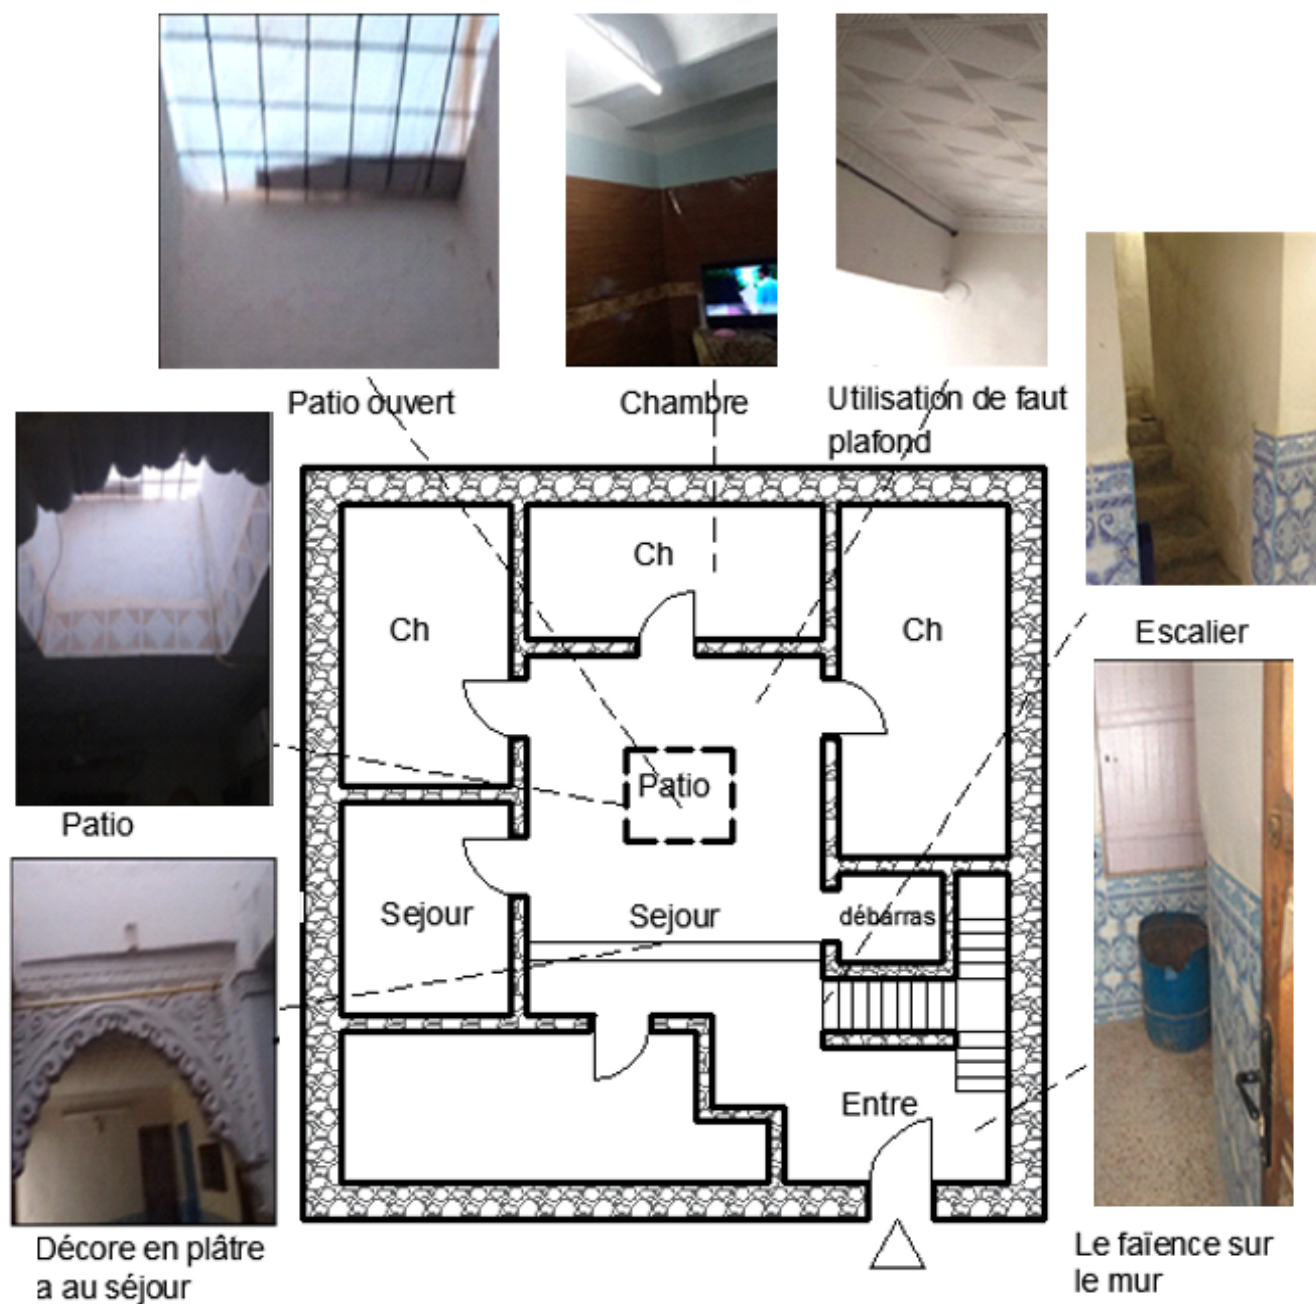 Patio ouvert
Chambre
Utilisation de faut
plafond
Escalier
Ch
Ch
Ch
Patio
Patio
Sejour
Sejour
débarras
Entre
Décore en plâtre
a au séjour
Le faïence sur
le mur